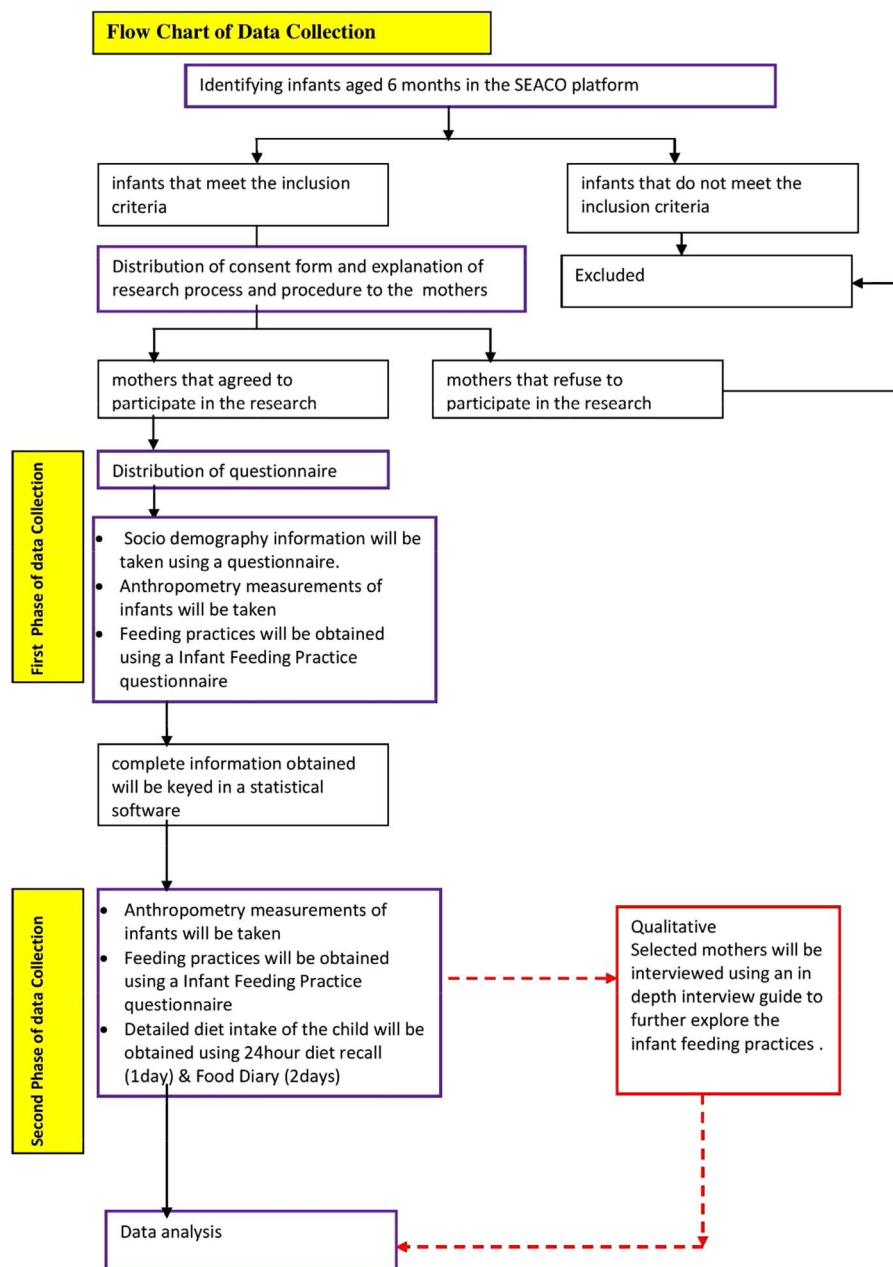 Flow Chart of Data Collection
Identifying infants aged 6 months in the SEACO platform
infants that meet the inclusion
criteria
infants that do not meet the
inclusion criteria
Distribution of consent form and explanation of
research process and procedure to the mothers
Excluded
mothers that agreed to
participate in the research
mothers that refuse to
participate in the research
First Phase of data Collection
Distribution of questionnaire
• Socio demography information will be
taken using a questionnaire.
• Anthropometry measurements of
infants will be taken
• Feeding practices will be obtained
using a Infant Feeding Practice
questionnaire
complete information obtained
will be keyed in a statistical
software
Second Phase of data Collection
• Anthropometry measurements of
infants will be taken
• Feeding practices will be obtained
using a Infant Feeding Practice
questionnaire
• Detailed diet intake of the child will be
obtained using 24hour diet recall
(1day) & Food Diary (2days)
Qualitative
Selected mothers will be
interviewed using an in
depth interview guide to
further explore the
infant feeding practices .
Data analysis